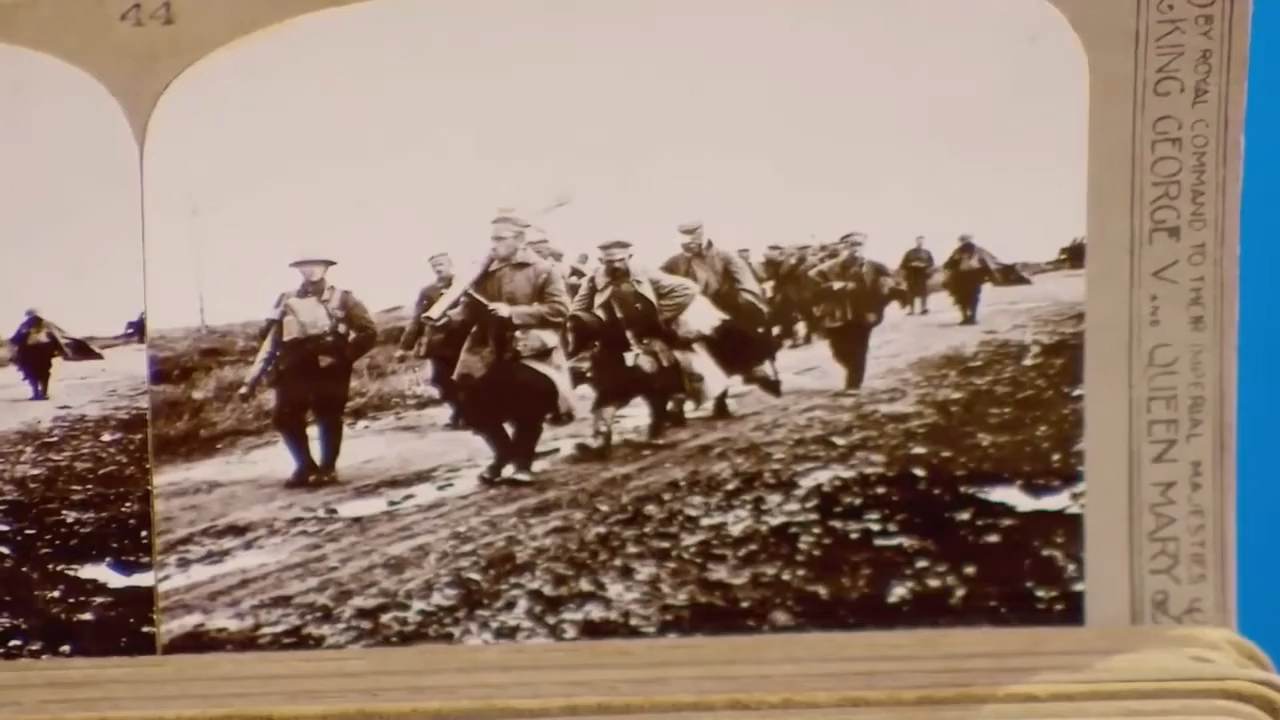 44
) BY ROYAL COMMAND TO THEIR IMPERIAL MAJESTIES
KING GEORGE V. AND QUEEN MARY